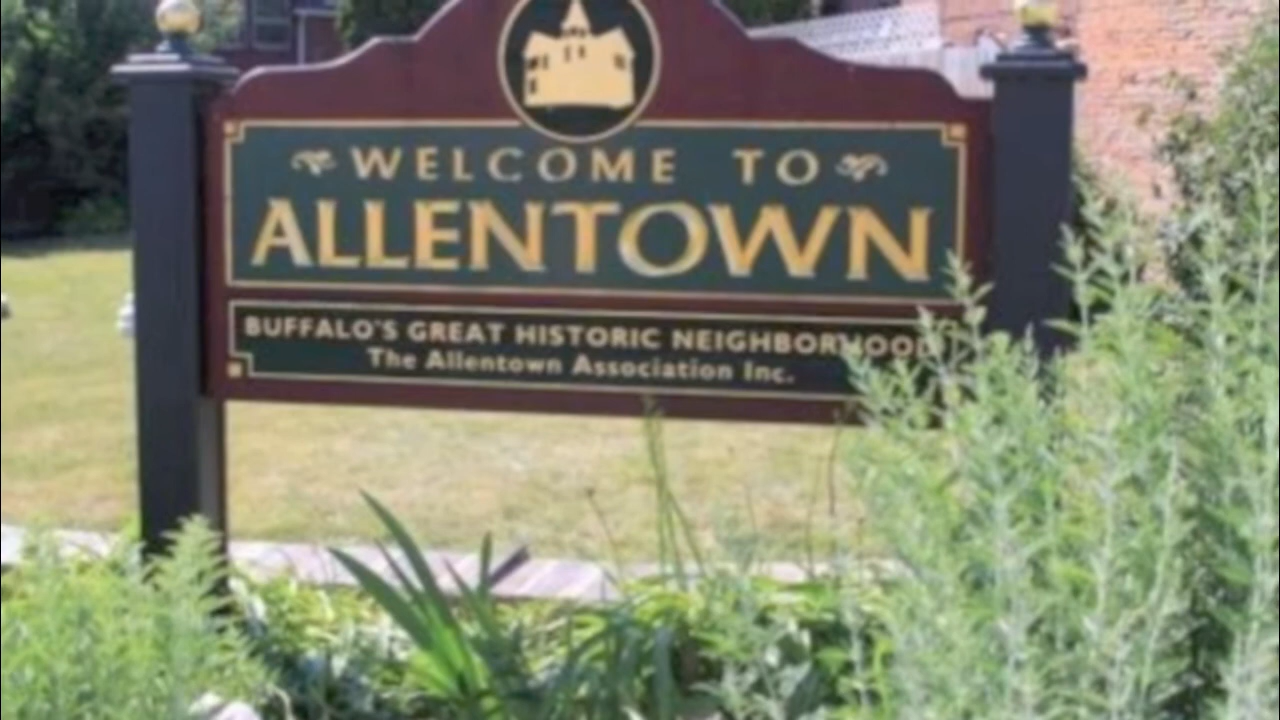 WELCOME TO
ALLENTOWN
BUFFALO'S GREAT HISTORIC NEIGHBORHOOD
The Allentown Association Inc.